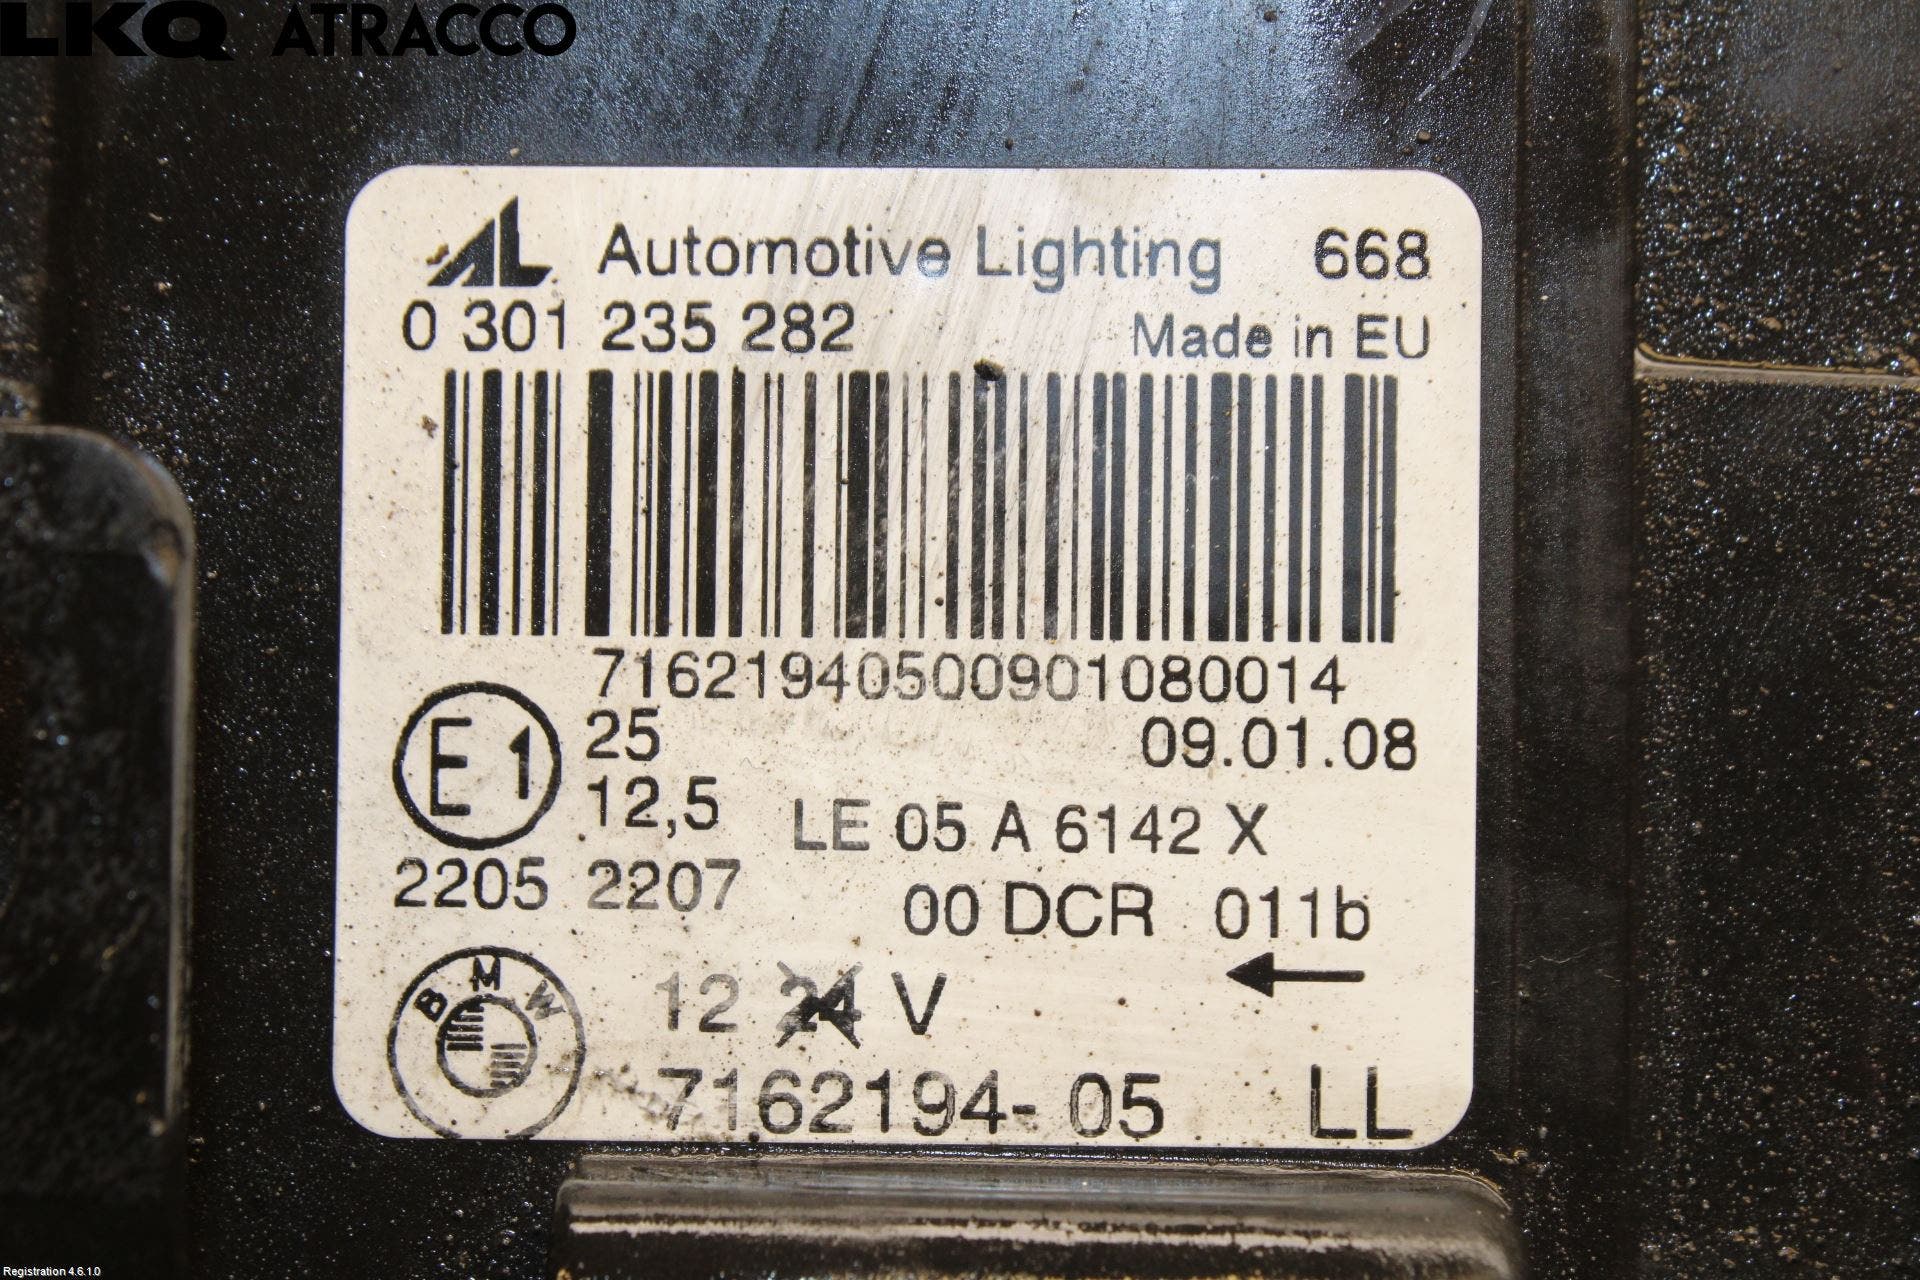 LKQ ATRACCO
AL Automotive Lighting 668
0 301 235 282 Made in EU
71621940500901080014
E1 25 09.01.08
12,5 LE 05 A 6142 X
2205 2207 00 DCR 011b
BMW 12 24 V
7162194-05 LL
Registration 4.6.1.0